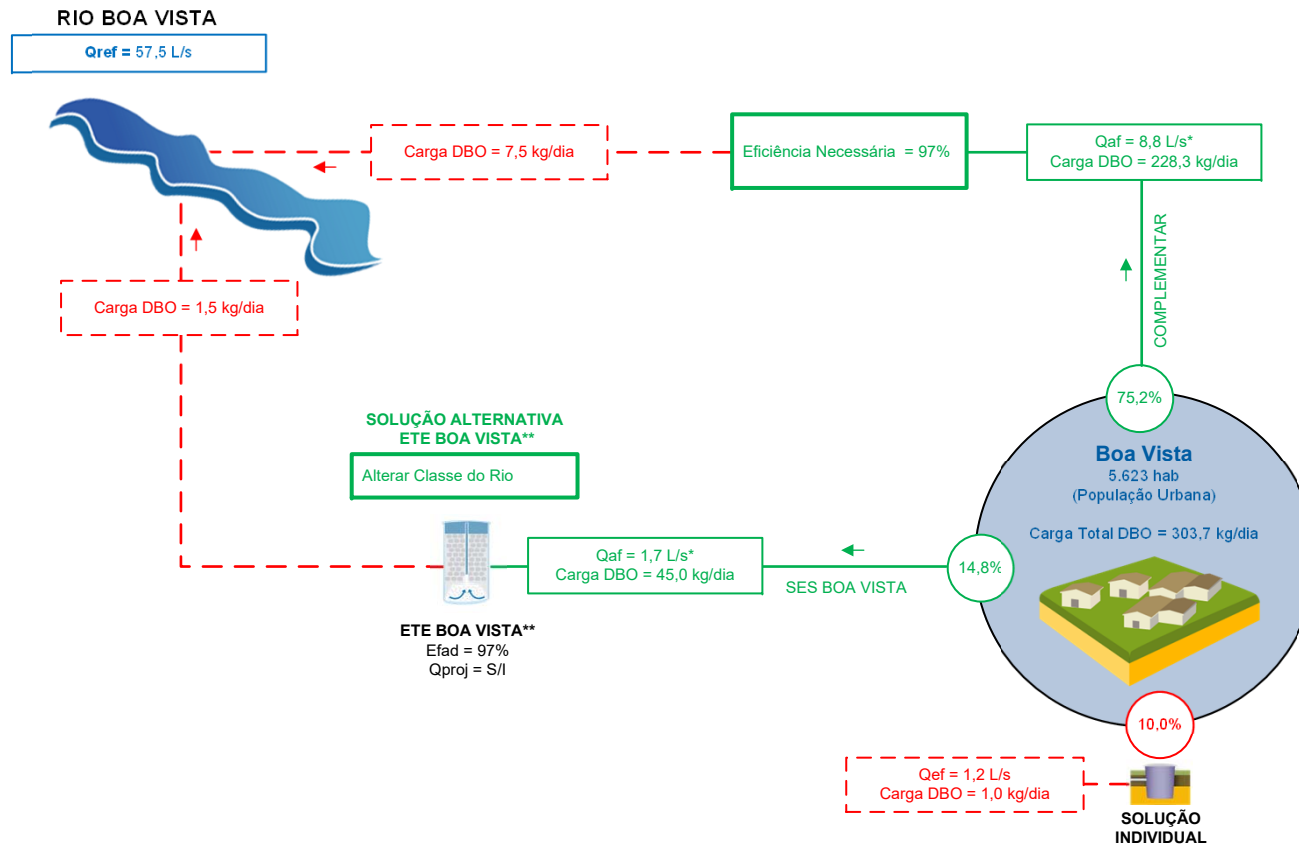 RIO BOA VISTA
Qref = 57,5 L/s
Carga DBO = 7,5 kg/dia
Eficiência Necessária = 97%
Qaf = 8,8 L/s*
Carga DBO = 228,3 kg/dia
COMPLEMENTAR
Carga DBO = 1,5 kg/dia
75,2%
SOLUÇÃO ALTERNATIVA
ETE BOA VISTA**
Alterar Classe do Rio
Boa Vista
5.623 hab
(População Urbana)
Carga Total DBO = 303,7 kg/dia
Qaf = 1,7 L/s*
Carga DBO = 45,0 kg/dia
SES BOA VISTA
14,8%
ETE BOA VISTA**
Efad = 97%
Qproj = S/I
10,0%
Qef = 1,2 L/s
Carga DBO = 1,0 kg/dia
SOLUÇÃO
INDIVIDUAL